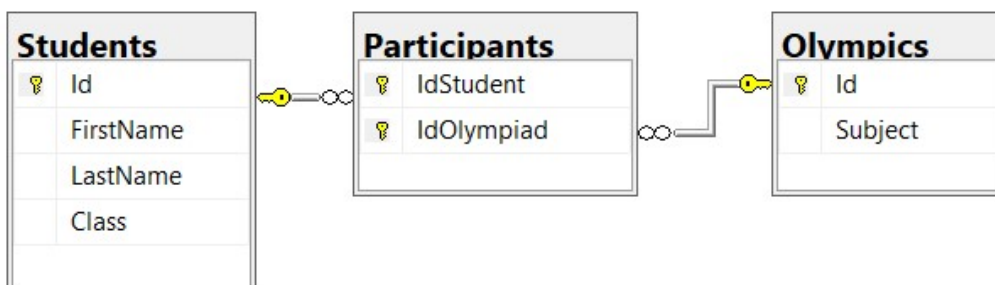 Students
Id
FirstName
LastName
Class
Participants
IdStudent
IdOlympiad
Olympics
Id
Subject